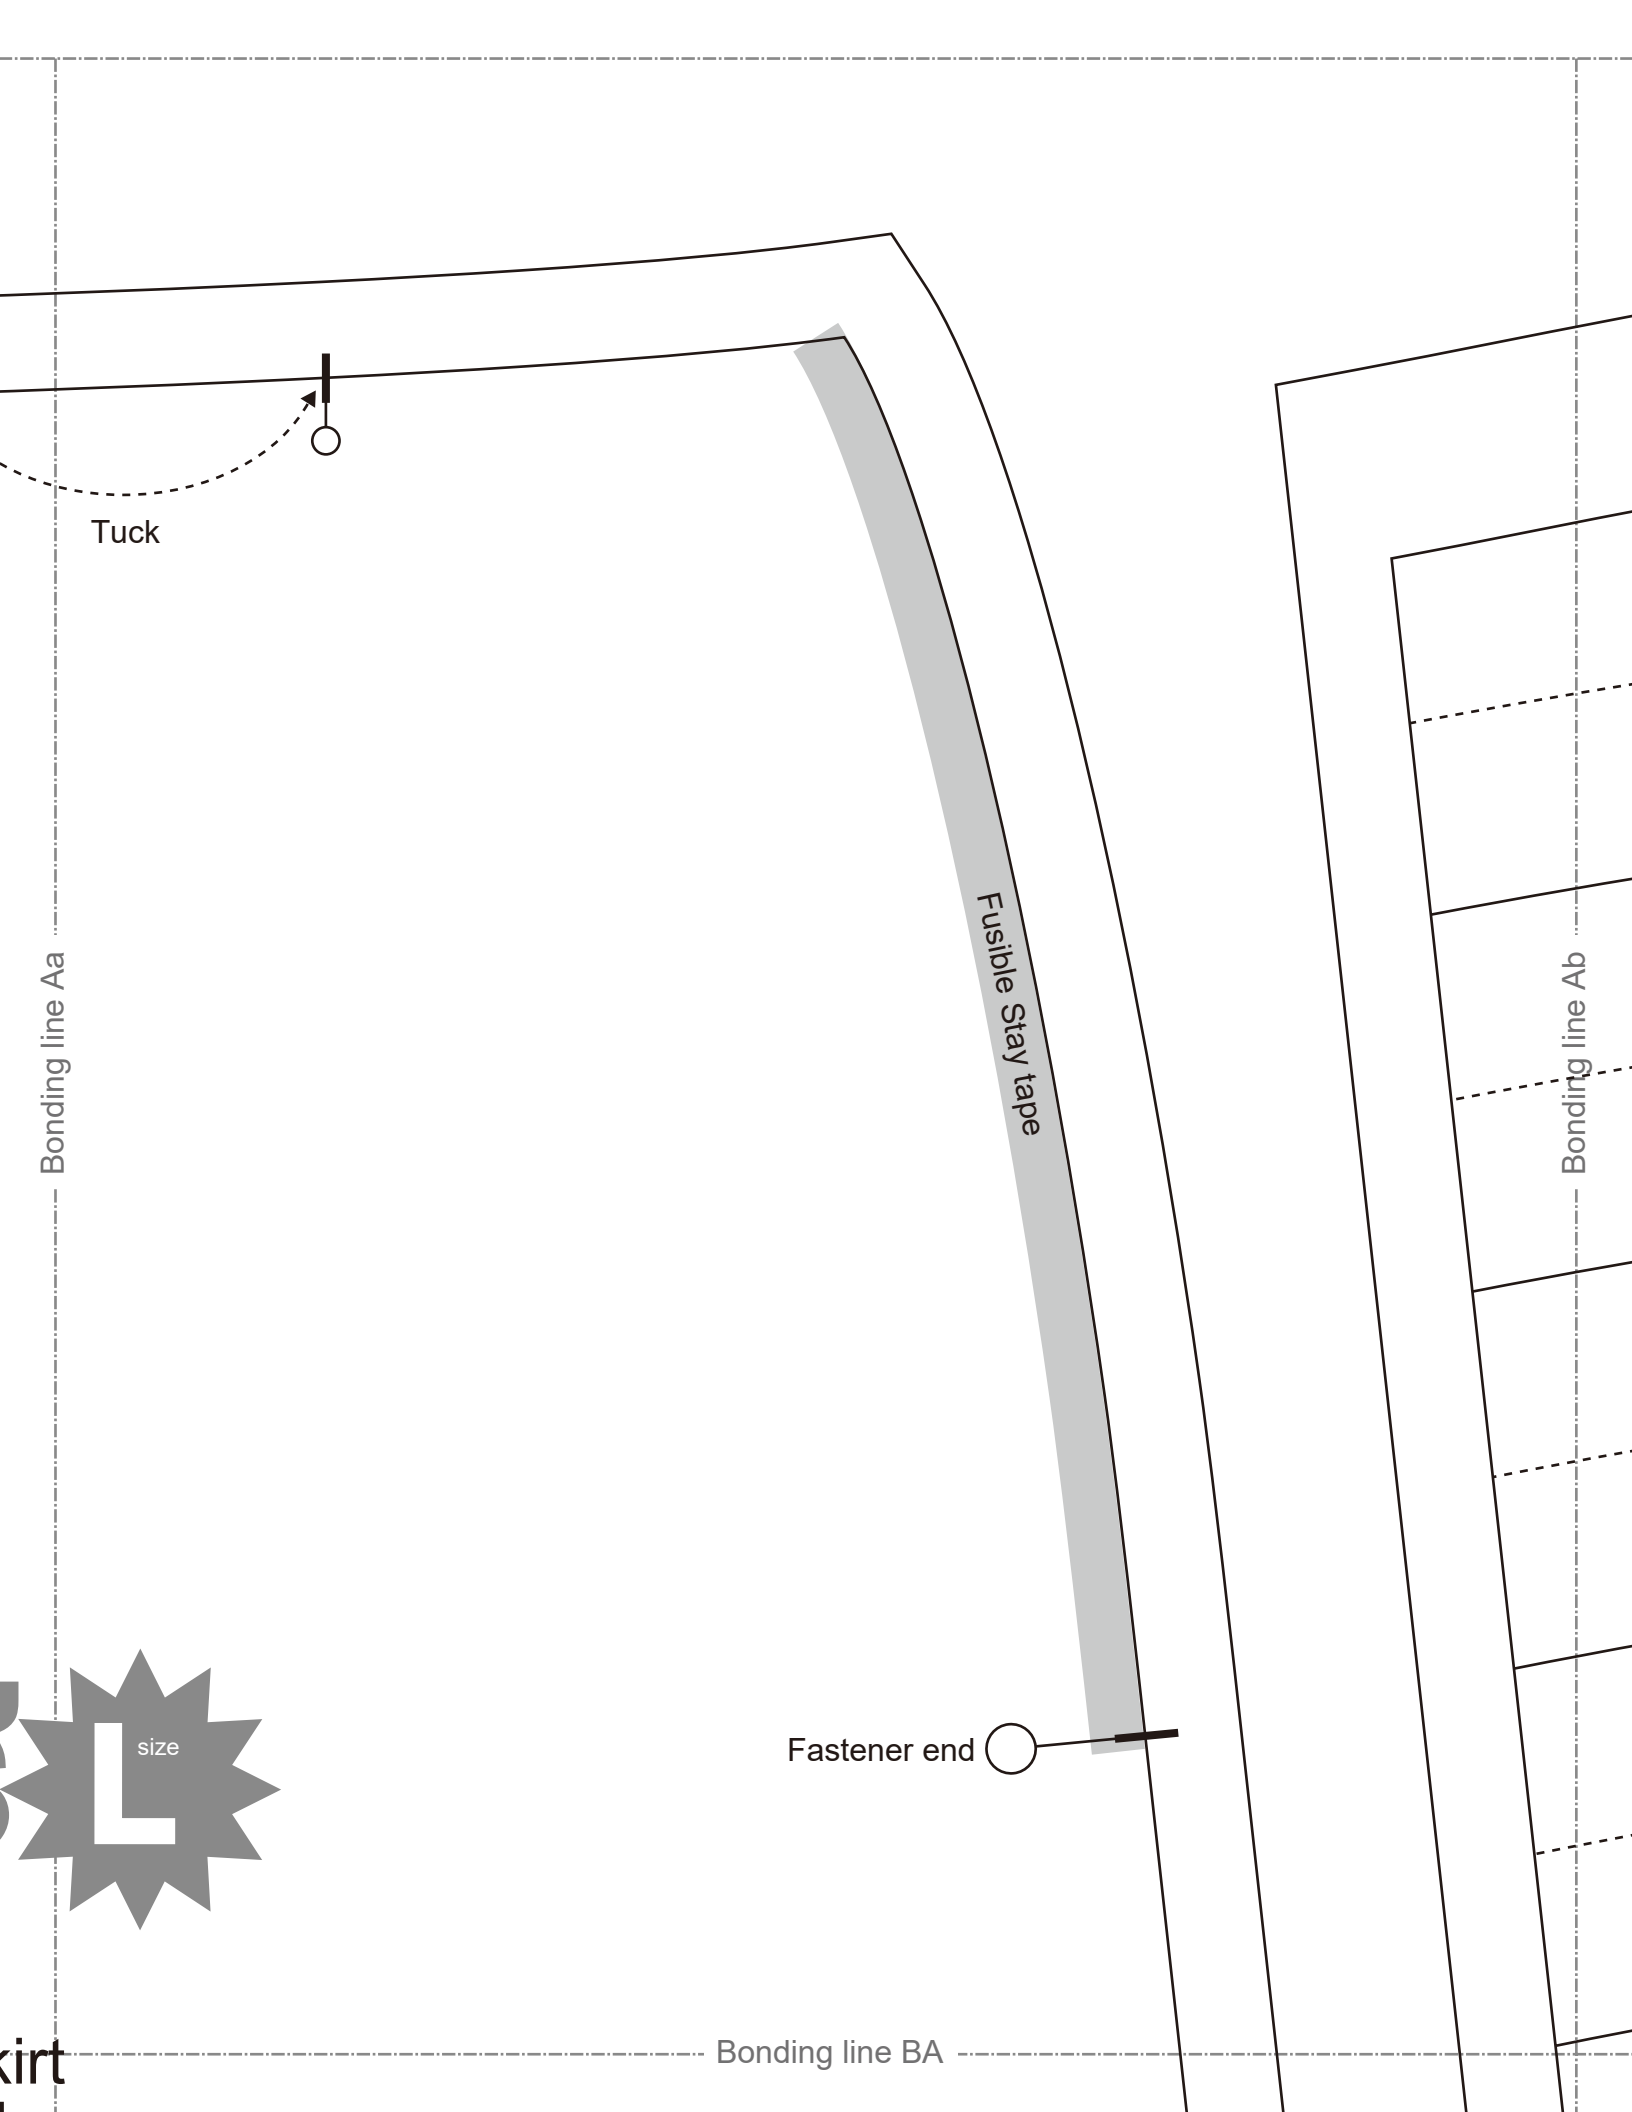 Tuck
Fusible Stay tape
Bonding line Aa
Bonding line Ab
L
size
Fastener end
Bonding line BA
kirt